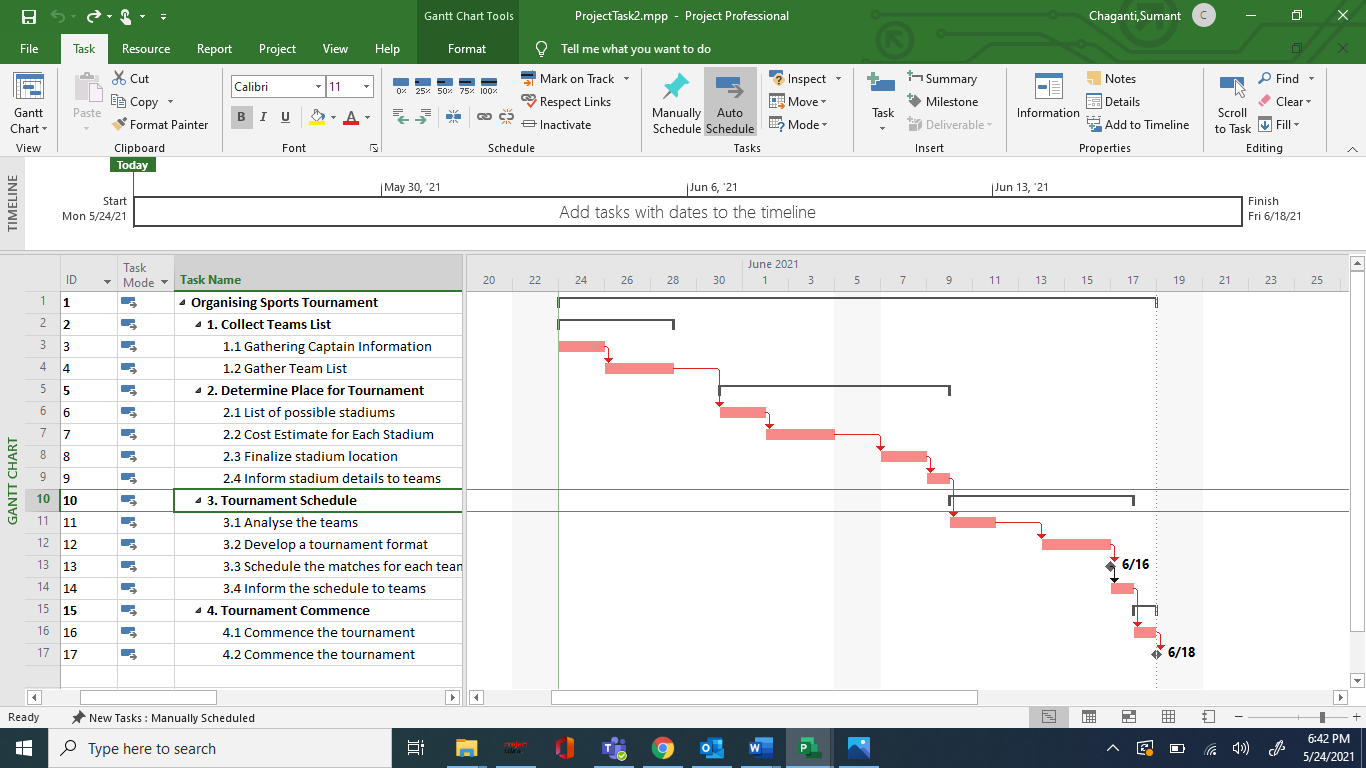 Gantt Chart Tools ProjectTask2.mpp - Project Professional Chaganti,Sumant C
File Task Resource Report Project View Help Format Tell me what you want to do
Gantt Chart
View
Paste Cut
Copy
Format Painter
Clipboard
Calibri 11
B I U A
Font
0% 25% 50% 75% 100%
Mark on Track
Respect Links
Inactivate
Schedule
Manually Schedule
Auto Schedule
Inspect
Move
Mode
Tasks
Task
Summary
Milestone
Deliverable
Insert
Information
Notes
Details
Add to Timeline
Properties
Scroll to Task
Find
Clear
Fill
Editing
TIMELINE
Today
May 30, '21 Jun 6, '21 Jun 13, '21
Start
Mon 5/24/21
Add tasks with dates to the timeline
Finish
Fri 6/18/21
GANTT CHART
ID Task Mode Task Name
June 2021
20 22 24 26 28 30 1 3 5 7 9 11 13 15 17 19 21 23 25
1 1 Organising Sports Tournament
2 2 1. Collect Teams List
3 3 1.1 Gathering Captain Information
4 4 1.2 Gather Team List
5 5 2. Determine Place for Tournament
6 6 2.1 List of possible stadiums
7 7 2.2 Cost Estimate for Each Stadium
8 8 2.3 Finalize stadium location
9 9 2.4 Inform stadium details to teams
10 10 3. Tournament Schedule
11 11 3.1 Analyse the teams
12 12 3.2 Develop a tournament format
13 13 3.3 Schedule the matches for each team 6/16
14 14 3.4 Inform the schedule to teams
15 15 4. Tournament Commence
16 16 4.1 Commence the tournament
17 17 4.2 Commence the tournament 6/18
Ready New Tasks : Manually Scheduled
Type here to search
6:42 PM
5/24/2021